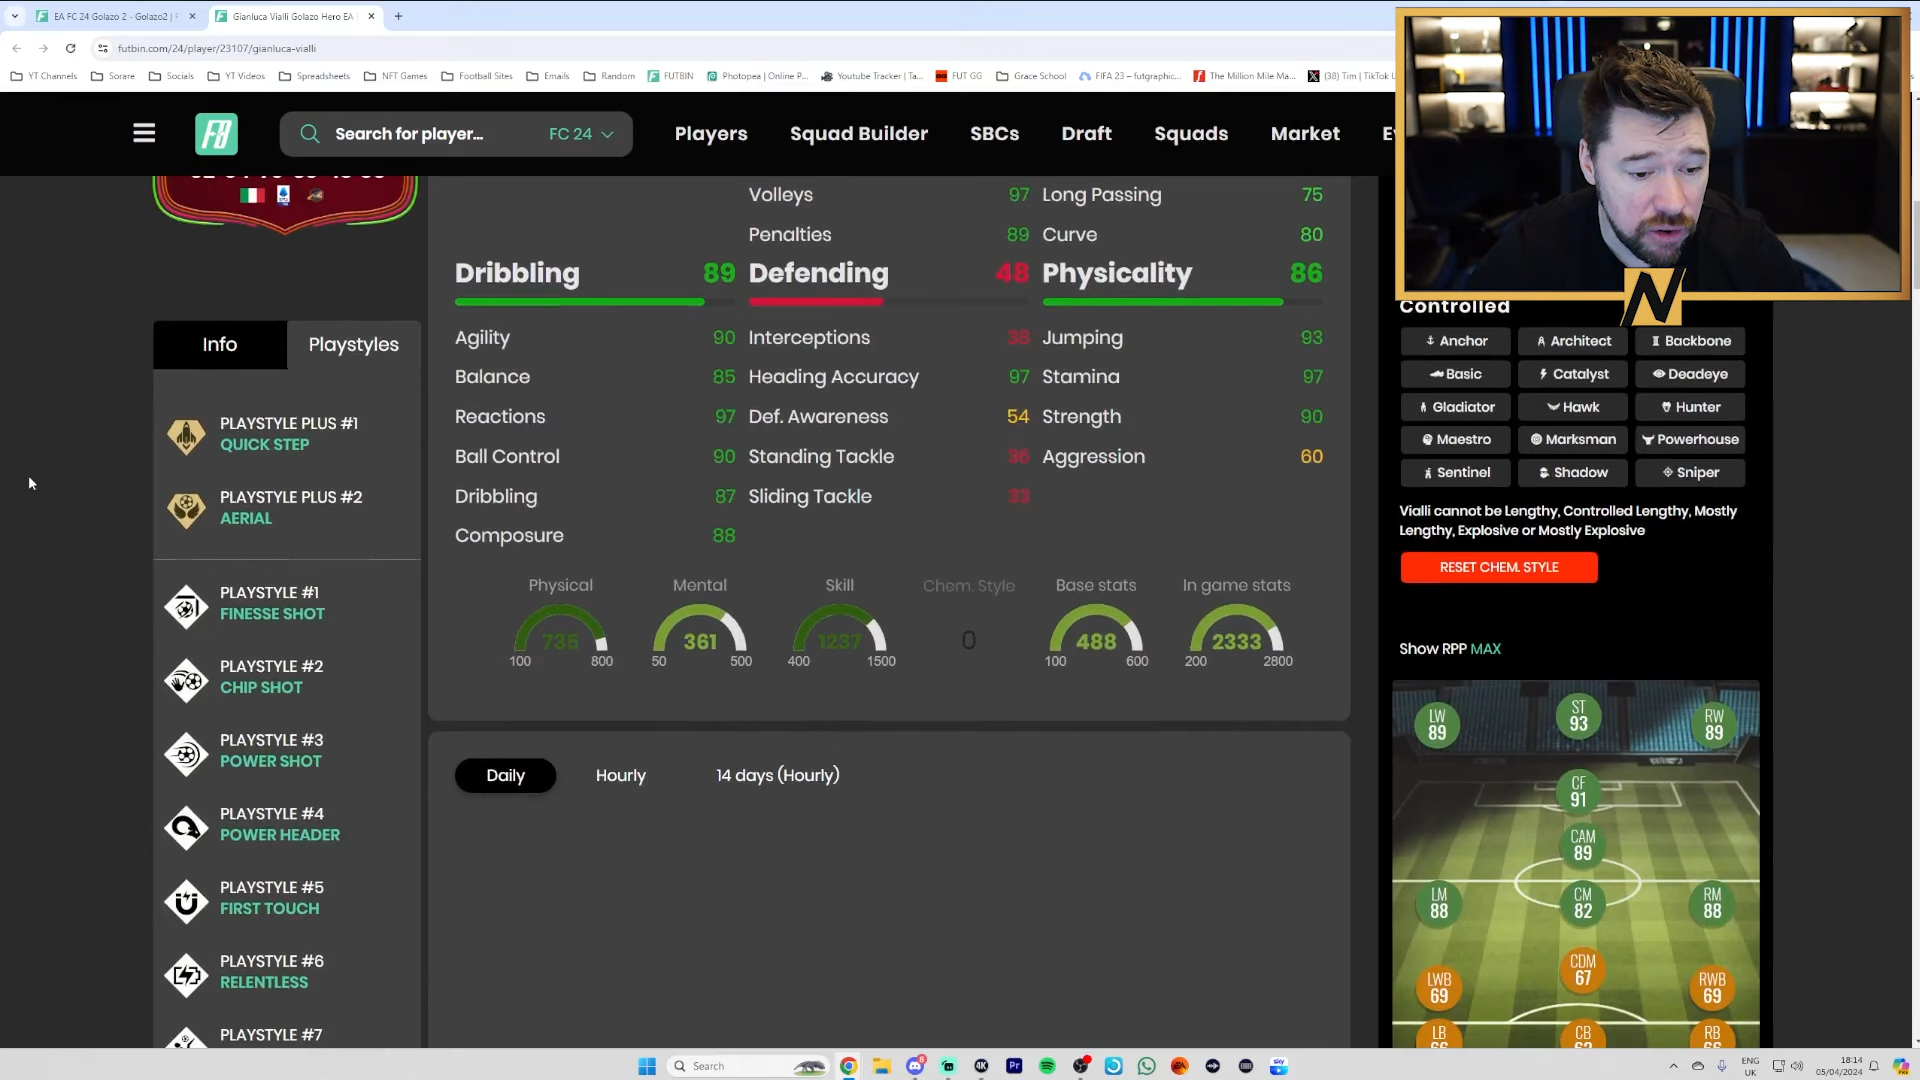 EA FC 24 Golazo 2 - Golazo2 | F
Gianluca Vialli Golazo Hero EA
futbin.com/24/player/23107/gianluca-vialli
YT Channels
Sorare
Socials
YT Videos
Spreadsheets
NFT Games
Football Sites
Emails
Random
FUTBIN
Photopea | Online P...
Youtube Tracker | Ta...
FUT GG
Grace School
FIFA 23 – futgraphic...
The Million Mile Ma...
(38) Tim | TikTok
Search for player...
FC 24
Players
Squad Builder
SBCs
Draft
Squads
Market
Volleys 97
Long Passing 75
Penalties 89
Curve 80
Dribbling 89
Defending 48
Physicality 86
Controlled
Info
Playstyles
Agility 90
Interceptions 38
Jumping 93
Balance 85
Heading Accuracy 97
Stamina 97
Reactions 97
Def. Awareness 54
Strength 90
Ball Control 90
Standing Tackle 36
Aggression 60
Dribbling 87
Sliding Tackle 33
Composure 88
PLAYSTYLE PLUS #1
QUICK STEP
PLAYSTYLE PLUS #2
AERIAL
PLAYSTYLE #1
FINESSE SHOT
PLAYSTYLE #2
CHIP SHOT
PLAYSTYLE #3
POWER SHOT
PLAYSTYLE #4
POWER HEADER
PLAYSTYLE #5
FIRST TOUCH
PLAYSTYLE #6
RELENTLESS
PLAYSTYLE #7
Physical
735
100 800
Mental
361
50 500
Skill
1237
400 1500
Chem. Style
0
Base stats
488
100 600
In game stats
2333
200 2800
Daily
Hourly
14 days (Hourly)
Anchor
Architect
Backbone
Basic
Catalyst
Deadeye
Gladiator
Hawk
Hunter
Maestro
Marksman
Powerhouse
Sentinel
Shadow
Sniper
Vialli cannot be Lengthy, Controlled Lengthy, Mostly
Lengthy, Explosive or Mostly Explosive
RESET CHEM. STYLE
Show RPP MAX
LW
89
ST
93
RW
89
CF
91
CAM
89
LM
88
CM
82
RM
88
CDM
67
LWB
69
RWB
69
LB
CB
RB
Search
ENG
UK
18:14
05/04/2024